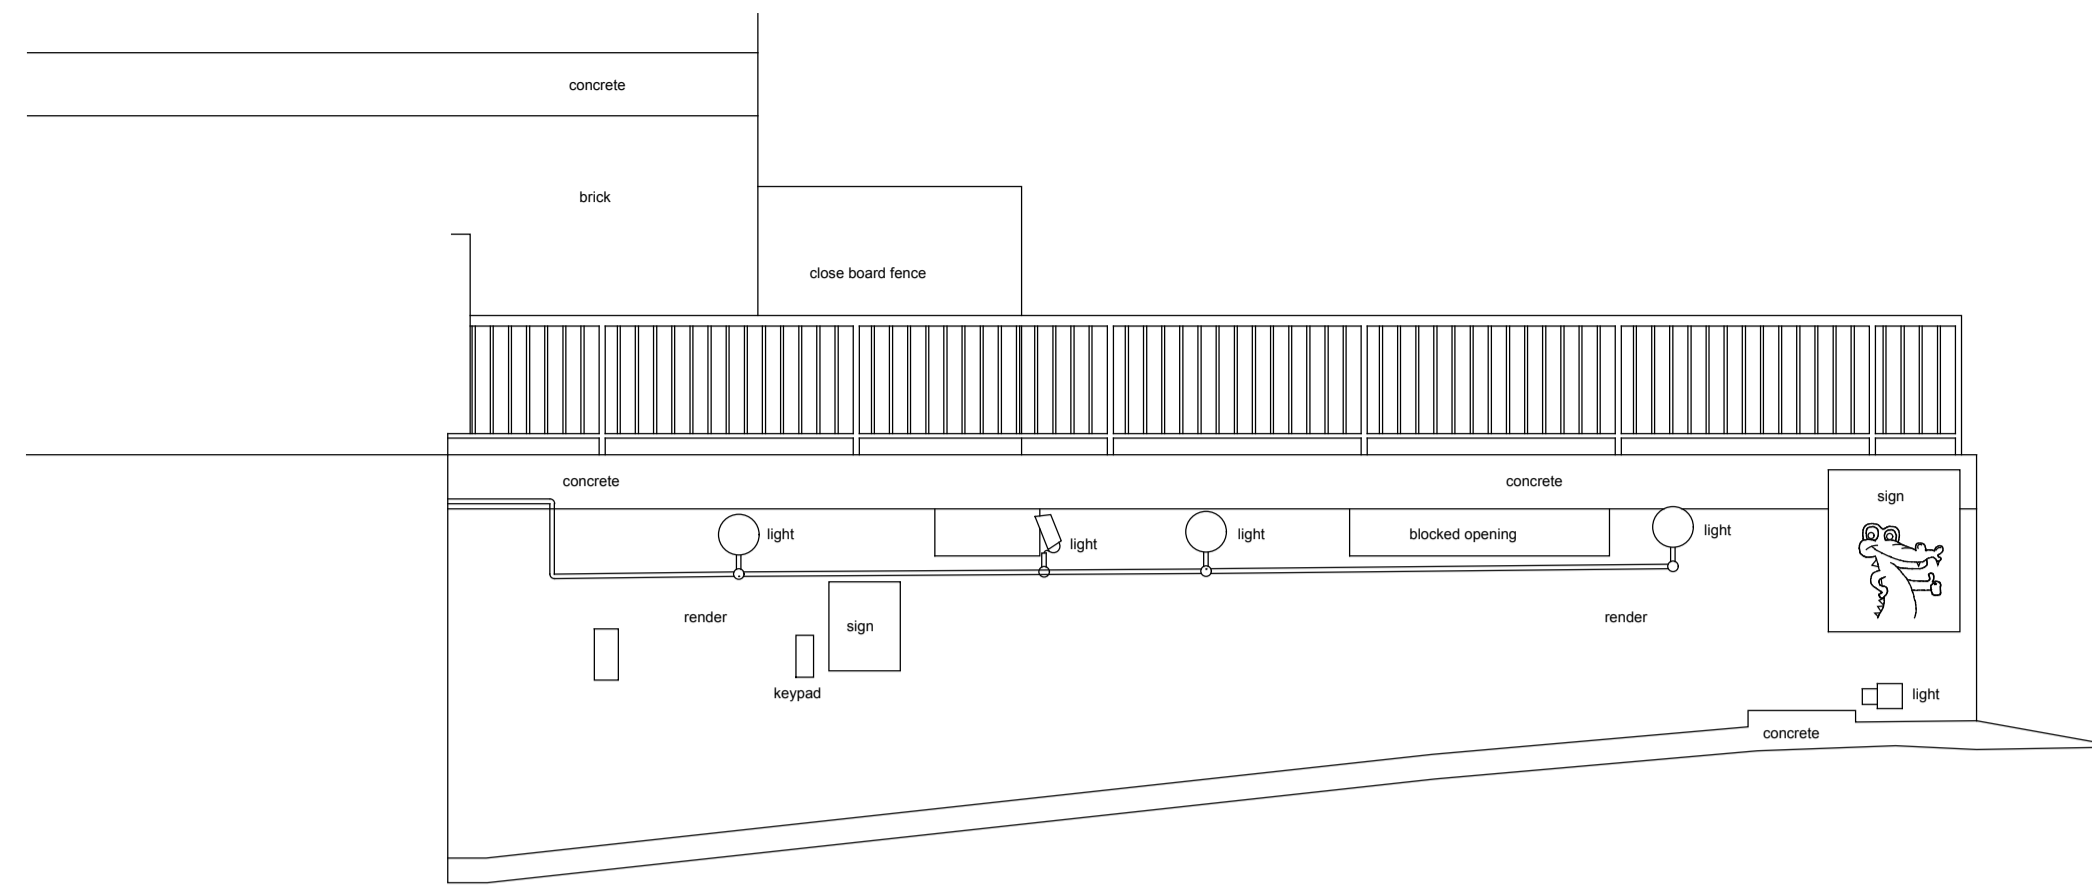 concrete
brick
close board fence
concrete
concrete
sign
light
light
light
blocked opening
light
render
sign
render
keypad
light
concrete